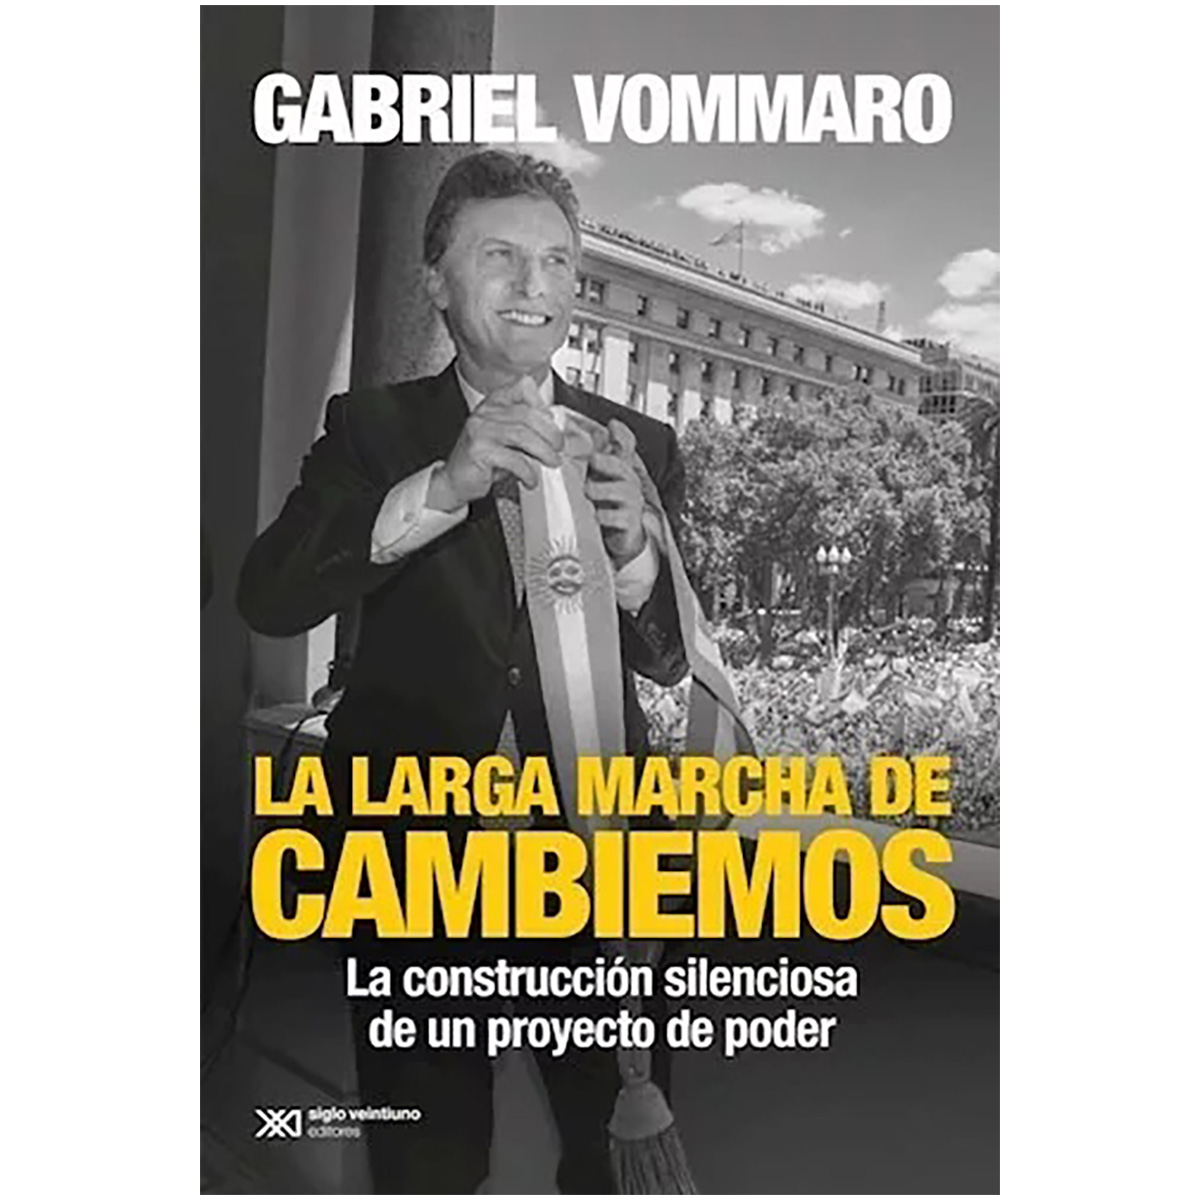 GABRIEL VOMMARO
LA LARGA MARCHA DE
CAMBIEMOS
La construcción silenciosa
de un proyecto de poder
siglo veintiuno
editores